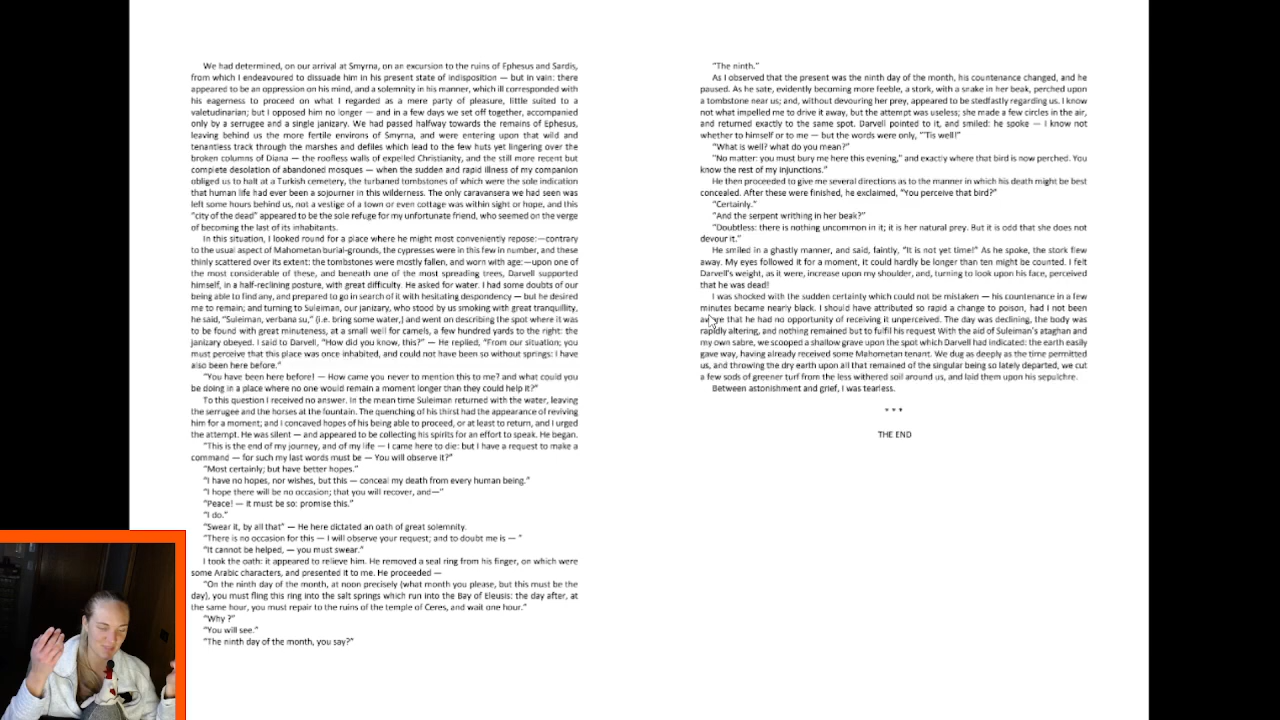 We had determined, on our arrival at Smyrna, on an excursion to the ruins of Ephesus and Sardis,
from which I endeavoured to dissuade him in his present state of indisposition — but in vain: there
appeared to be an oppression on his mind, and a solemnity in his manner, which ill corresponded with
his eagerness to proceed on what I regarded as a mere party of pleasure, little suited to a
valetudinarian; but I opposed him no longer — and in a few days we set off together, accompanied
only by a serrugee and a single janizary. We had passed halfway towards the remains of Ephesus,
leaving behind us the more fertile environs of Smyrna, and were entering upon that wild and
tenantless track through the marshes and defiles which lead to the few huts yet lingering over the
broken columns of Diana — the roofless walls of expelled Christianity, and the still more recent but
complete desolation of abandoned mosques — when the sudden and rapid illness of my companion
obliged us to halt at a Turkish cemetery, the turbaned tombstones of which were the sole indication
that human life had ever been a sojourner in this wilderness. The only caravansera we had seen was
left some hours behind us, not a vestige of a town or even cottage was within sight or hope, and this
“city of the dead” appeared to be the sole refuge for my unfortunate friend, who seemed on the verge
of becoming the last of its inhabitants.
In this situation, I looked round for a place where he might most conveniently repose:—contrary
to the usual aspect of Mahometan burial-grounds, the cypresses were in this few in number, and these
thinly scattered over its extent: the tombstones were mostly fallen, and worn with age:—upon one of
the most considerable of these, and beneath one of the most spreading trees, Darvell supported
himself, in a half-reclining posture, with great difficulty. He asked for water. I had some doubts of our
being able to find any, and prepared to go in search of it with hesitating despondency — but he desired
me to remain; and turning to Suleiman, our janizary, who stood by us smoking with great tranquillity,
he said, “Suleiman, verbana su,” (i.e. bring some water,) and went on describing the spot where it was
to be found with great minuteness, at a small well for camels, a few hundred yards to the right: the
janizary obeyed. I said to Darvell, “How did you know, this?” — He replied, “From our situation; you
must perceive that this place was once inhabited, and could not have been so without springs: I have
also been here before.”
“You have been here before! — How came you never to mention this to me? and what could you
be doing in a place where no one would remain a moment longer than they could help it?”
To this question I received no answer. In the mean time Suleiman returned with the water, leaving
the serrugee and the horses at the fountain. The quenching of his thirst had the appearance of reviving
him for a moment; and I concaved hopes of his being able to proceed, or at least to return, and I urged
the attempt. He was silent — and appeared to be collecting his spirits for an effort to speak. He began.
“This is the end of my journey, and of my life — I came here to die: but I have a request to make a
command — for such my last words must be — You will observe it?”
“Most certainly; but have better hopes.”
“I have no hopes, nor wishes, but this — conceal my death from every human being.”
“I hope there will be no occasion; that you will recover, and—”
“Peace! — it must be so: promise this.”
“I do.”
“Swear it, by all that” — He here dictated an oath of great solemnity.
“There is no occasion for this — I will observe your request; and to doubt me is — ”
“It cannot be helped, — you must swear.”
I took the oath: it appeared to relieve him. He removed a seal ring from his finger, on which were
some Arabic characters, and presented it to me. He proceeded —
“On the ninth day of the month, at noon precisely (what month you please, but this must be the
day), you must fling this ring into the salt springs which run into the Bay of Eleusis: the day after, at
the same hour, you must repair to the ruins of the temple of Ceres, and wait one hour.”
“Why ?”
“You will see.”
“The ninth day of the month, you say?”
“The ninth.”
As I observed that the present was the ninth day of the month, his countenance changed, and he
paused. As he sate, evidently becoming more feeble, a stork, with a snake in her beak, perched upon
a tombstone near us; and, without devouring her prey, appeared to be stedfastly regarding us. I know
not what impelled me to drive it away, but the attempt was useless; she made a few circles in the air,
and returned exactly to the same spot. Darvell pointed to it, and smiled: he spoke — I know not
whether to himself or to me — but the words were only, “‘Tis well!”
“What is well? what do you mean?”
“No matter: you must bury me here this evening,” and exactly where that bird is now perched. You
know the rest of my injunctions.”
He then proceeded to give me several directions as to the manner in which his death might be best
concealed. After these were finished, he exclaimed, “You perceive that bird?”
“Certainly.”
“And the serpent writhing in her beak?”
“Doubtless: there is nothing uncommon in it; it is her natural prey. But it is odd that she does not
devour it.”
He smiled in a ghastly manner, and said, faintly, “It is not yet time!” As he spoke, the stork flew
away. My eyes followed it for a moment, it could hardly be longer than ten might be counted. I felt
Darvell’s weight, as it were, increase upon my shoulder, and, turning to look upon his face, perceived
that he was dead!
I was shocked with the sudden certainty which could not be mistaken — his countenance in a few
minutes became nearly black. I should have attributed so rapid a change to poison, had I not been
aware that he had no opportunity of receiving it unperceived. The day was declining, the body was
rapidly altering, and nothing remained but to fulfil his request With the aid of Suleiman’s ataghan and
my own sabre, we scooped a shallow grave upon the spot which Darvell had indicated: the earth easily
gave way, having already received some Mahometan tenant. We dug as deeply as the time permitted
us, and throwing the dry earth upon all that remained of the singular being so lately departed, we cut
a few sods of greener turf from the less withered soil around us, and laid them upon his sepulchre.
Between astonishment and grief, I was tearless.
* * *
THE END